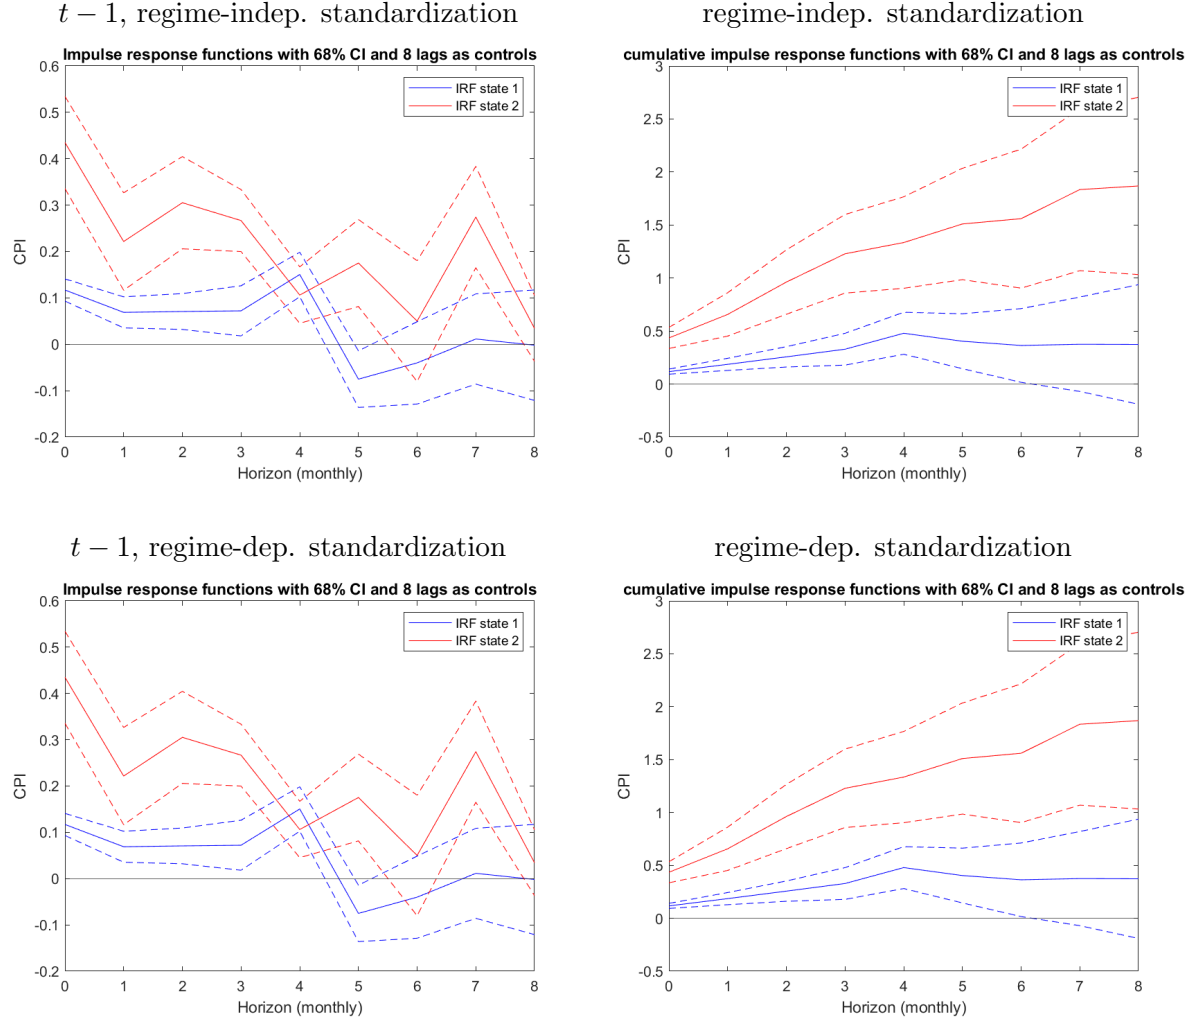 t − 1, regime-indep. standardization
regime-indep. standardization
Impulse response functions with 68% CI and 8 lags as controls
0.6
0.5
0.4
0.3
0.2
0.1
0
-0.1
-0.2
CPI
IRF state 1
IRF state 2
0 1 2 3 4 5 6 7 8
Horizon (monthly)
cumulative impulse response functions with 68% CI and 8 lags as controls
3
2.5
2
1.5
1
0.5
0
-0.5
CPI
IRF state 1
IRF state 2
0 1 2 3 4 5 6 7 8
Horizon (monthly)
t − 1, regime-dep. standardization
regime-dep. standardization
Impulse response functions with 68% CI and 8 lags as controls
0.6
0.5
0.4
0.3
0.2
0.1
0
-0.1
-0.2
CPI
IRF state 1
IRF state 2
0 1 2 3 4 5 6 7 8
Horizon (monthly)
cumulative impulse response functions with 68% CI and 8 lags as controls
3
2.5
2
1.5
1
0.5
0
-0.5
CPI
IRF state 1
IRF state 2
0 1 2 3 4 5 6 7 8
Horizon (monthly)